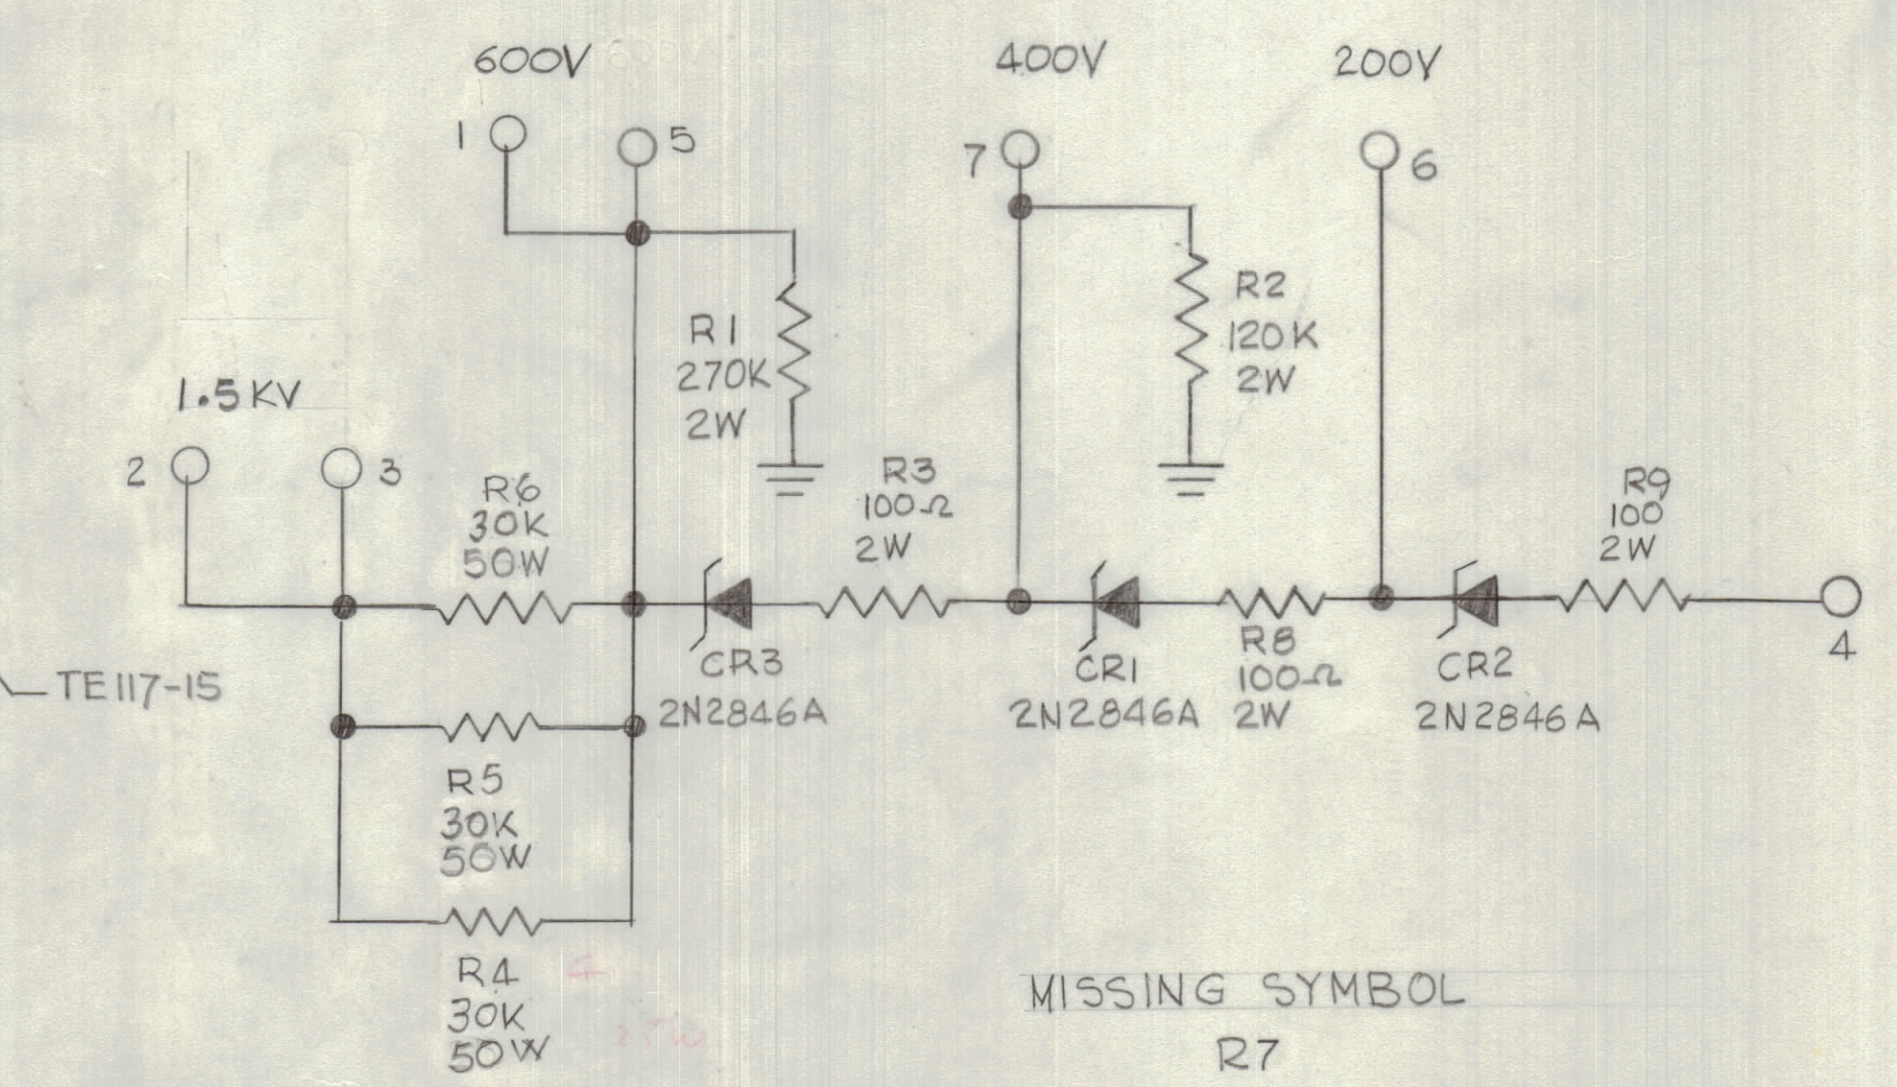 600V
400V
200V
1
5
7
6
1.5KV
2
3
R1
270K
2W
R2
120K
2W
R6
30K
50W
R3
100Ω
2W
R9
100
2W
4
CR3
2N2846A
CR1
2N2846A
R8
100Ω
2W
CR2
2N2846A
TE117-15
R5
30K
50W
R4
30K
50W
MISSING SYMBOL
R7